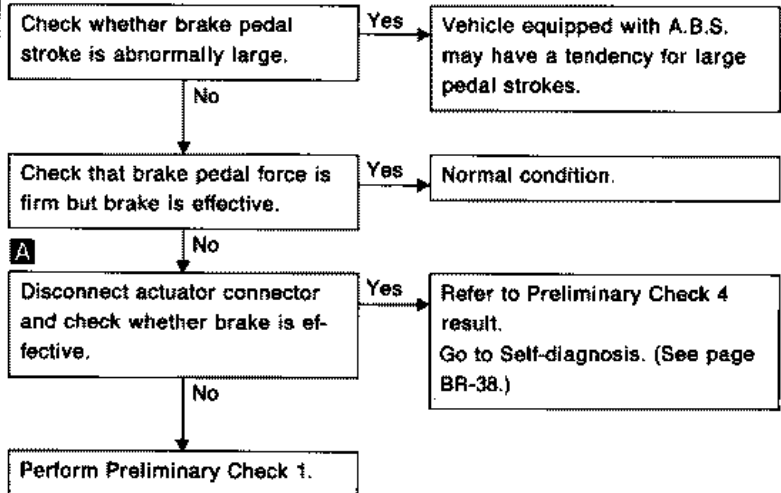 Check whether brake pedal
stroke is abnormally large.
Yes
Vehicle equipped with A.B.S.
may have a tendency for large
pedal strokes.
No
Check that brake pedal force is
firm but brake is effective.
Yes
Normal condition.
A
No
Disconnect actuator connector
and check whether brake is ef-
fective.
Yes
Refer to Preliminary Check 4
result.
Go to Self-diagnosis. (See page
BR-38.)
No
Perform Preliminary Check 1.